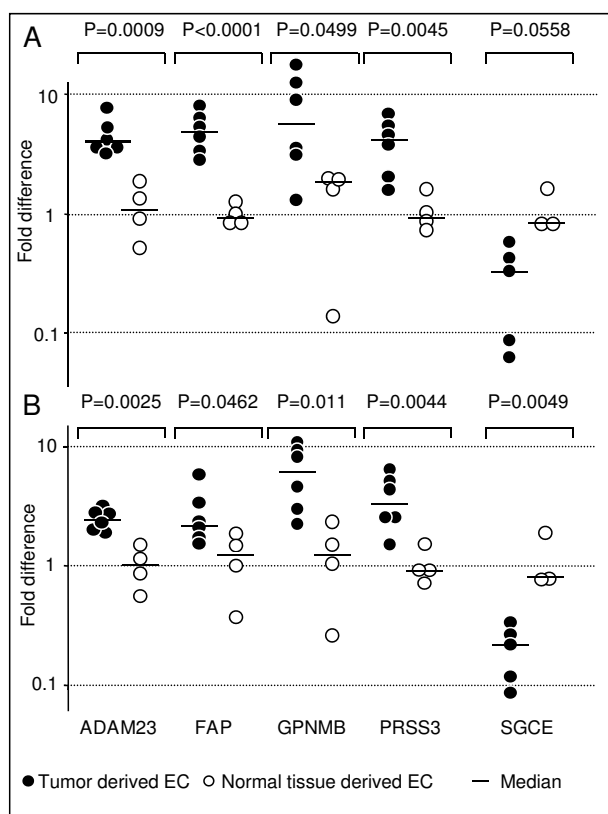 A
P=0.0009 P<0.0001 P=0.0499 P=0.0045 P=0.0558
10
1
0.1
Fold difference
B
P=0.0025 P=0.0462 P=0.011 P=0.0044 P=0.0049
10
1
0.1
Fold difference
ADAM23 FAP GPNMB PRSS3 SGCE
Tumor derived EC Normal tissue derived EC Median